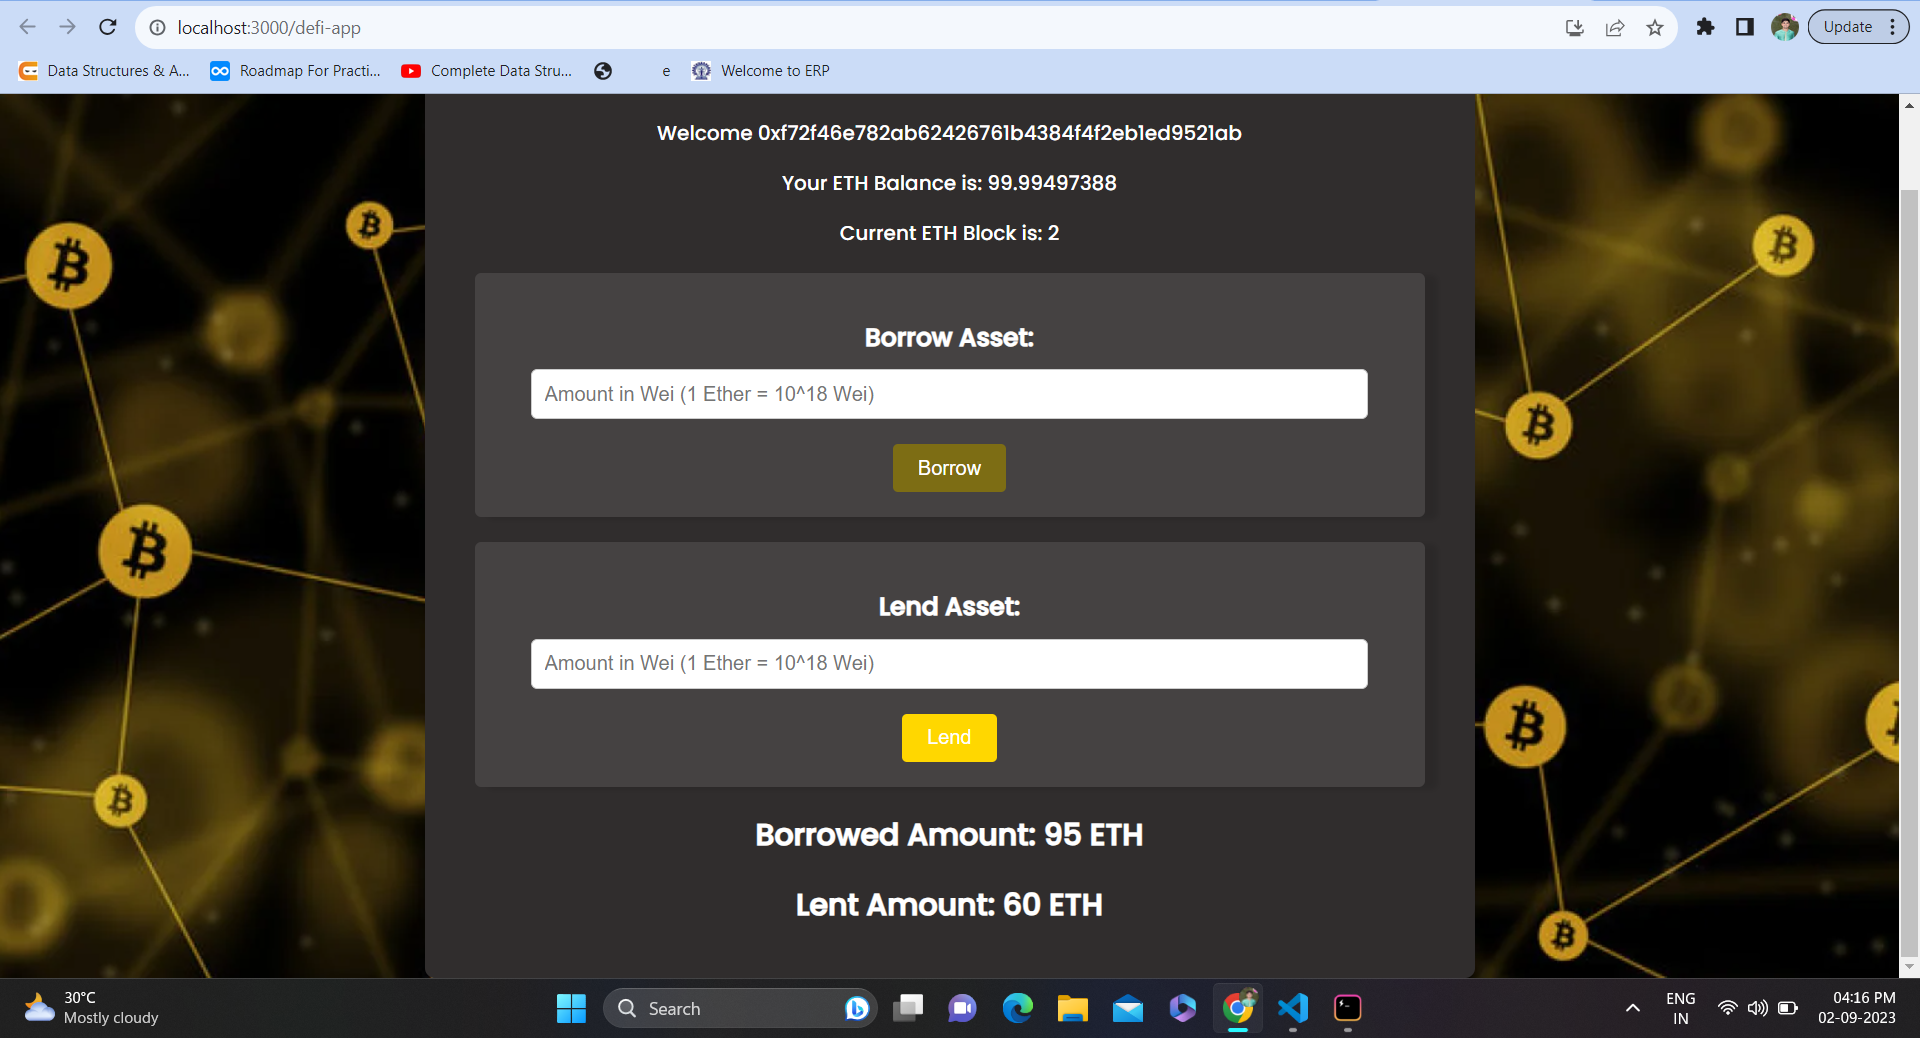 localhost:3000/defi-app
Update
Data Structures & A...
Roadmap For Practi...
Complete Data Stru...
e
Welcome to ERP
Welcome 0xf72f46e782ab62426761b4384f4f2eb1ed9521ab
Your ETH Balance is: 99.99497388
Current ETH Block is: 2
Borrow Asset:
Amount in Wei (1 Ether = 10^18 Wei)
Borrow
Lend Asset:
Amount in Wei (1 Ether = 10^18 Wei)
Lend
Borrowed Amount: 95 ETH
Lent Amount: 60 ETH
30°C
Mostly cloudy
Search
ENG
IN
04:16 PM
02-09-2023